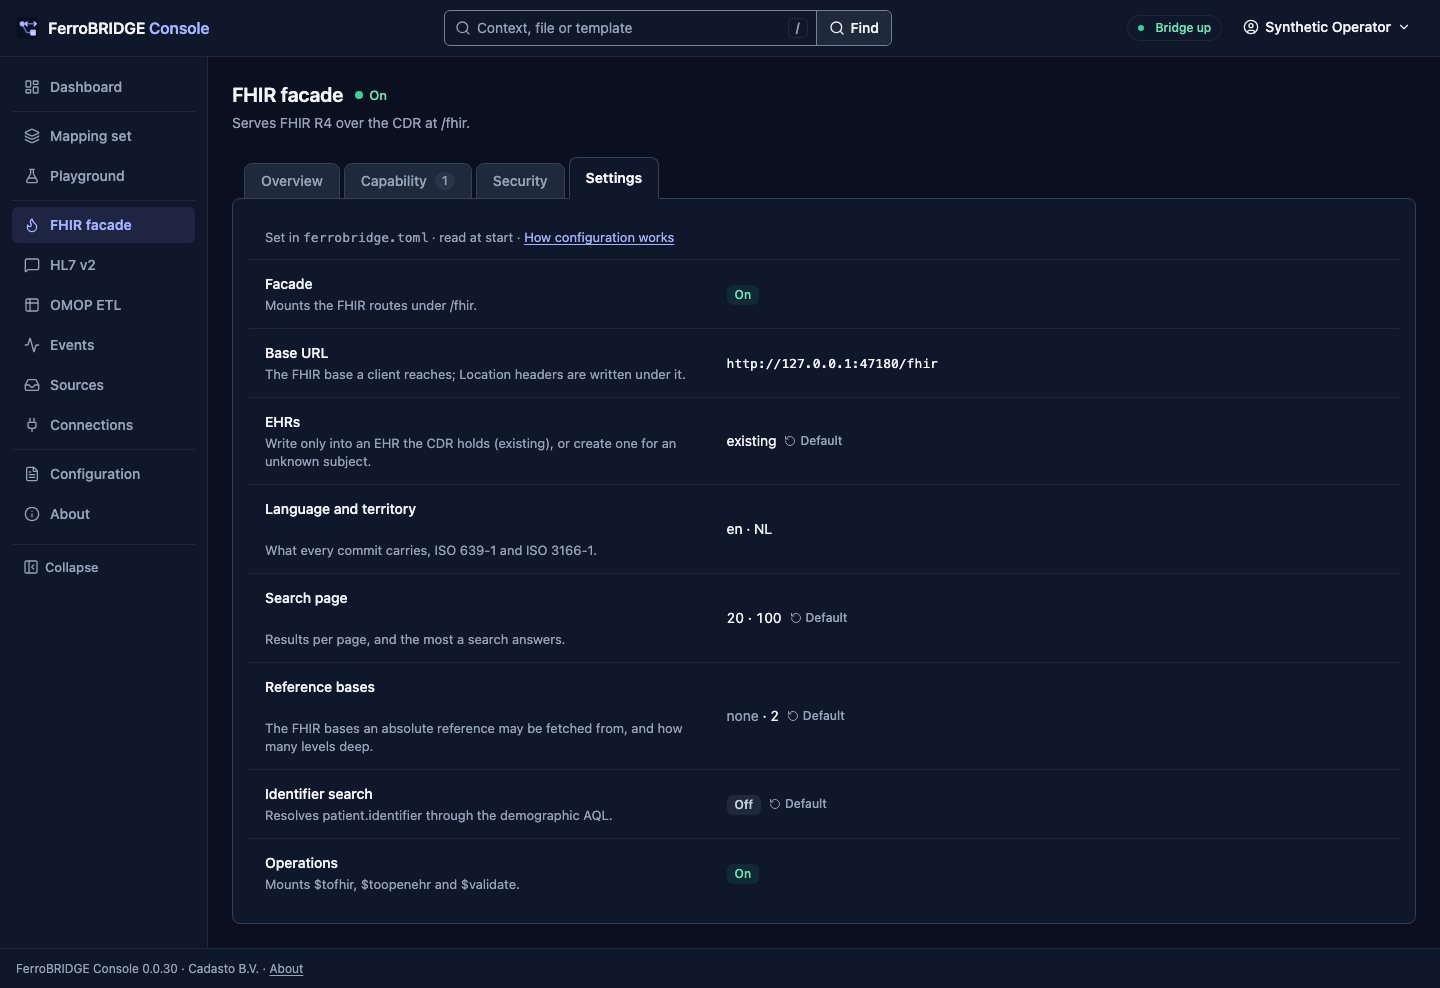 FerroBRIDGE Console
Context, file or template
/
Find
Bridge up
Synthetic Operator
Dashboard
Mapping set
Playground
FHIR facade
HL7 v2
OMOP ETL
Events
Sources
Connections
Configuration
About
Collapse
FHIR facade
On
Serves FHIR R4 over the CDR at /fhir.
Overview
Capability 1
Security
Settings
Set in ferrobridge.toml · read at start · How configuration works
Facade
Mounts the FHIR routes under /fhir.
On
Base URL
The FHIR base a client reaches; Location headers are written under it.
http://127.0.0.1:47180/fhir
EHRs
Write only into an EHR the CDR holds (existing), or create one for an
unknown subject.
existing Default
Language and territory
What every commit carries, ISO 639-1 and ISO 3166-1.
en · NL
Search page
Results per page, and the most a search answers.
20 · 100 Default
Reference bases
The FHIR bases an absolute reference may be fetched from, and how
many levels deep.
none · 2 Default
Identifier search
Resolves patient.identifier through the demographic AQL.
Off Default
Operations
Mounts $tofhir, $toopenehr and $validate.
On
FerroBRIDGE Console 0.0.30 · Cadasto B.V. · About